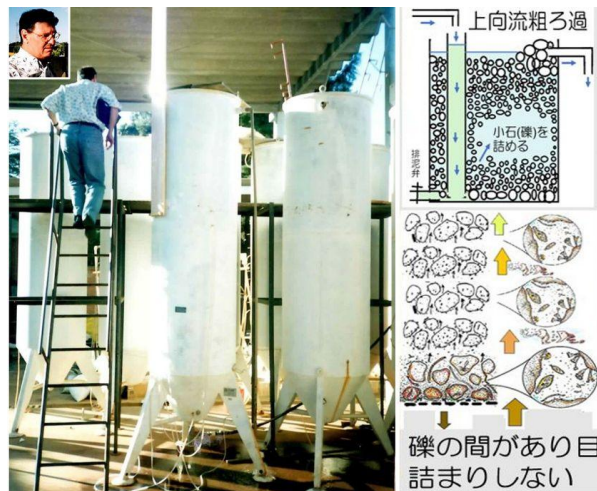 上向流粗ろ過
小石(礫)を
詰める
排泥弁
礫の間があり目
詰まりしない